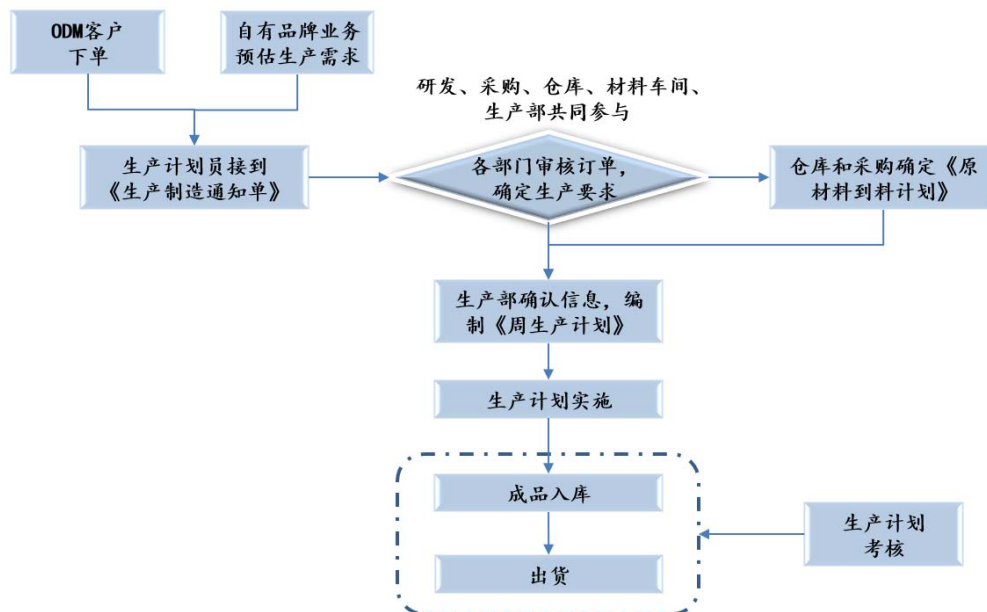 ODM客户
下单
自有品牌业务
预估生产需求
研发、采购、仓库、材料车间、
生产部共同参与
生产计划员接到
《生产制造通知单》
各部门审核订单，
确定生产要求
仓库和采购确定《原
材料到料计划》
生产部确认信息，编
制《周生产计划》
生产计划实施
成品入库
生产计划
考核
出货